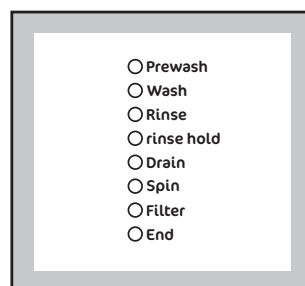 Prewash
Wash
Rinse
rinse hold
Drain
Spin
Filter
End